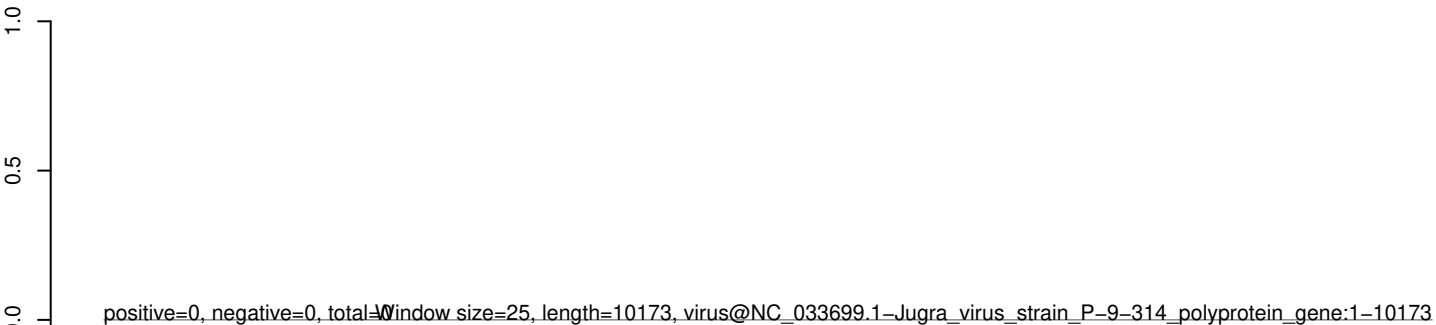 1.0
0.5
0.0
positive=0, negative=0, total=0
Window size=25, length=10173, virus@NC_033699.1−Jugra_virus_strain_P−9−314_polyprotein_gene:1−10173